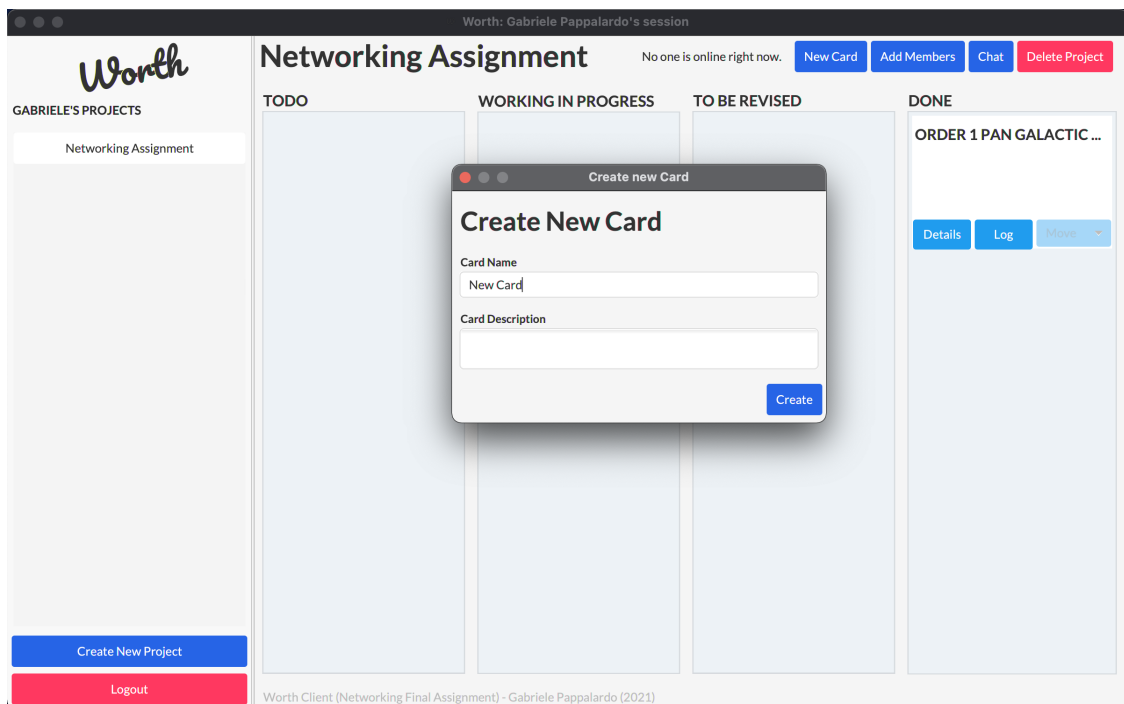 Worth: Gabriele Pappalardo's session
Worth
GABRIELE'S PROJECTS
Networking Assignment
Create New Project
Logout
Networking Assignment
No one is online right now.
New Card
Add Members
Chat
Delete Project
TODO
WORKING IN PROGRESS
TO BE REVISED
DONE
ORDER 1 PAN GALACTIC ...
Details
Log
Move
Create new Card
Create New Card
Card Name
New Card
Card Description
Create
Worth Client (Networking Final Assignment) - Gabriele Pappalardo (2021)